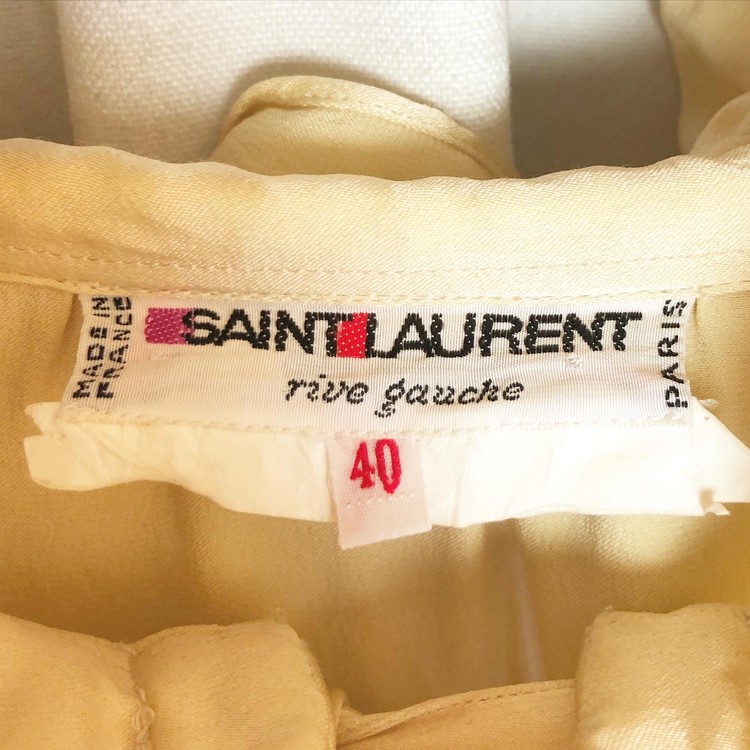 MADE IN
FRANCE
SAINT LAURENT
rive gauche
PARIS
40